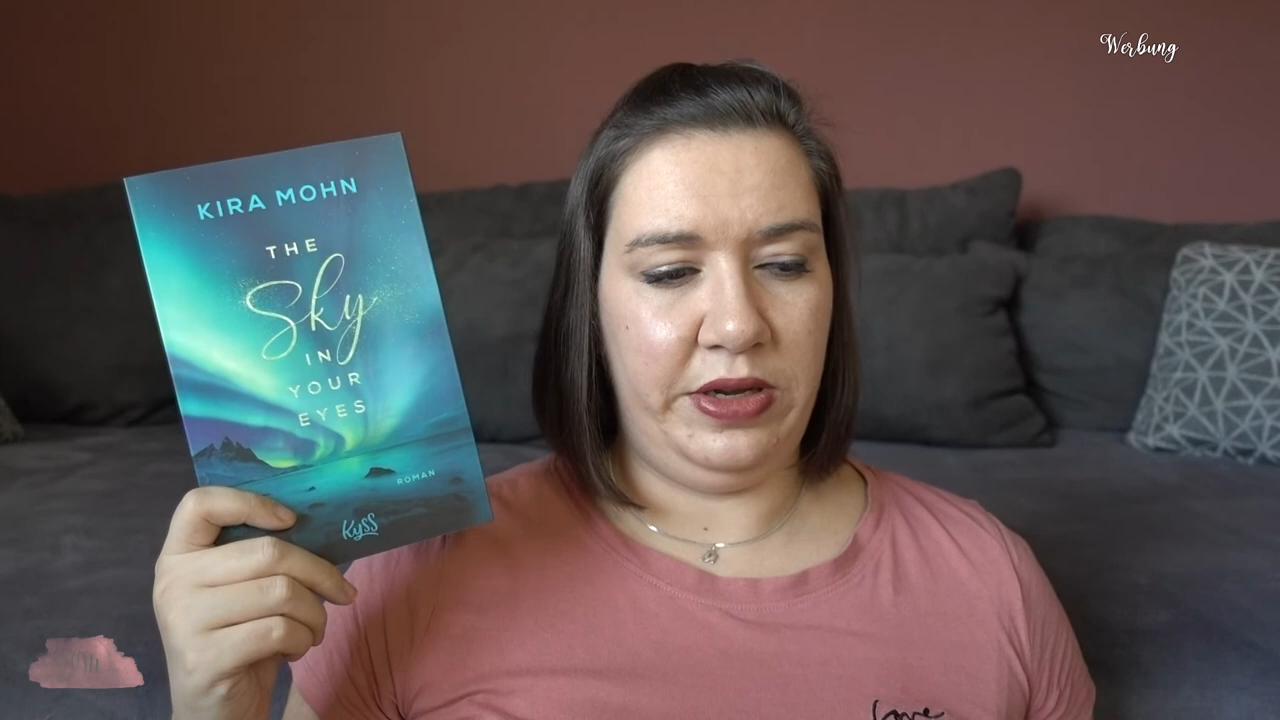 Werbung
KIRA MOHN
THE
Sky
IN
YOUR
EYES
ROMAN
Kyss
Love